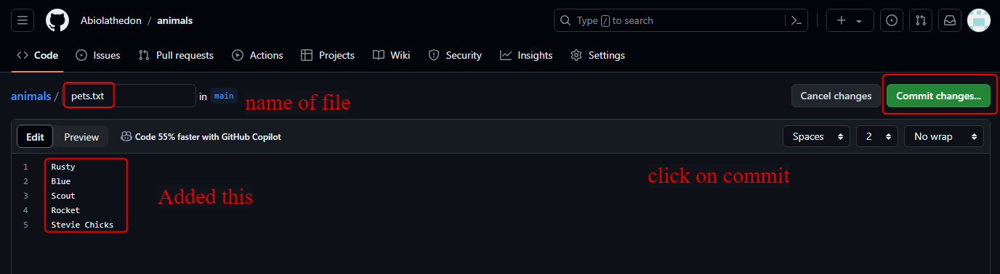 Abiolathedon / animals
Type / to search
Code Issues Pull requests Actions Projects Wiki Security Insights Settings
animals / pets.txt in main
name of file
Cancel changes Commit changes...
Edit Preview Code 55% faster with GitHub Copilot Spaces 2 No wrap
1 Rusty
2 Blue
3 Scout
4 Rocket
5 Stevie Chicks
Added this
click on commit